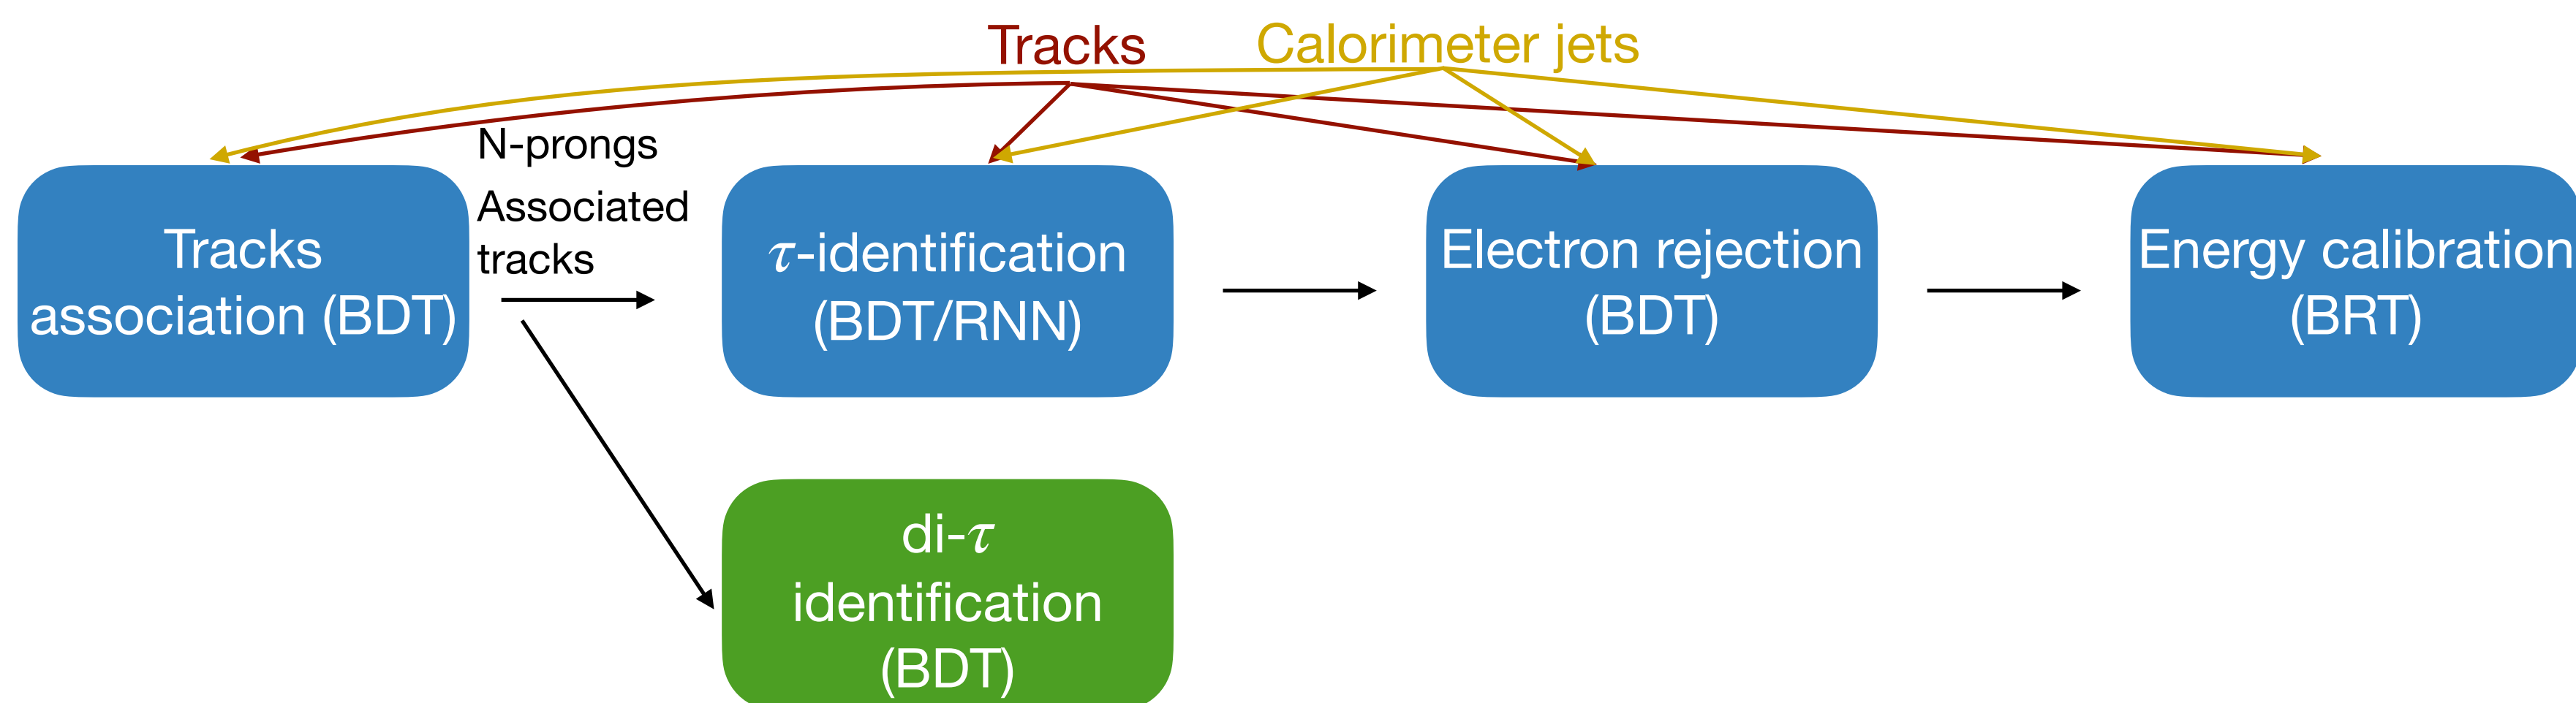 Tracks
Calorimeter jets
N-prongs
Associated
tracks
Tracks
association (BDT)
τ-identification
(BDT/RNN)
Electron rejection
(BDT)
Energy calibration
(BRT)
di-τ
identification
(BDT)